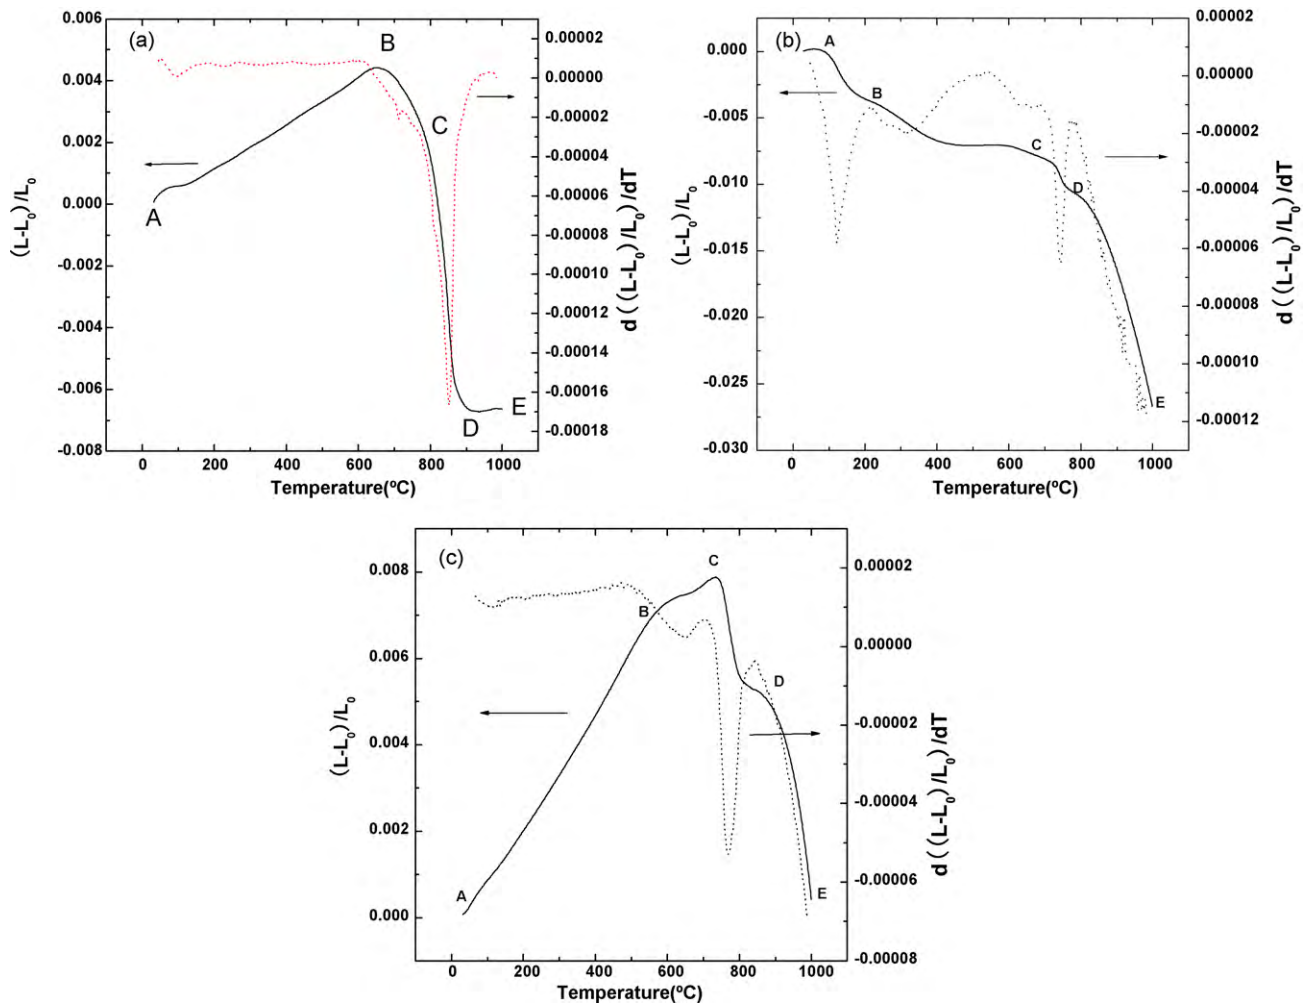 (a)
0.006
0.004
0.002
0.000
-0.002
-0.004
-0.006
-0.008
(L-L0)/L0
A
B
C
D
E
0.00002
0.00000
-0.00002
-0.00004
-0.00006
-0.00008
-0.00010
-0.00012
-0.00014
-0.00016
-0.00018
d((L-L0)/L0)/dT
0 200 400 600 800 1000
Temperature(ºC)
(b)
0.000
-0.005
-0.010
-0.015
-0.020
-0.025
-0.030
(L-L0)/L0
A
B
C
D
E
0.00002
0.00000
-0.00002
-0.00004
-0.00006
-0.00008
-0.00010
-0.00012
d((L-L0)/L0)/dT
0 200 400 600 800 1000
Temperature(ºC)
(c)
0.008
0.006
0.004
0.002
0.000
(L-L0)/L0
A
B
C
D
E
0.00002
0.00000
-0.00002
-0.00004
-0.00006
-0.00008
d((L-L0)/L0)/dT
0 200 400 600 800 1000
Temperature(ºC)